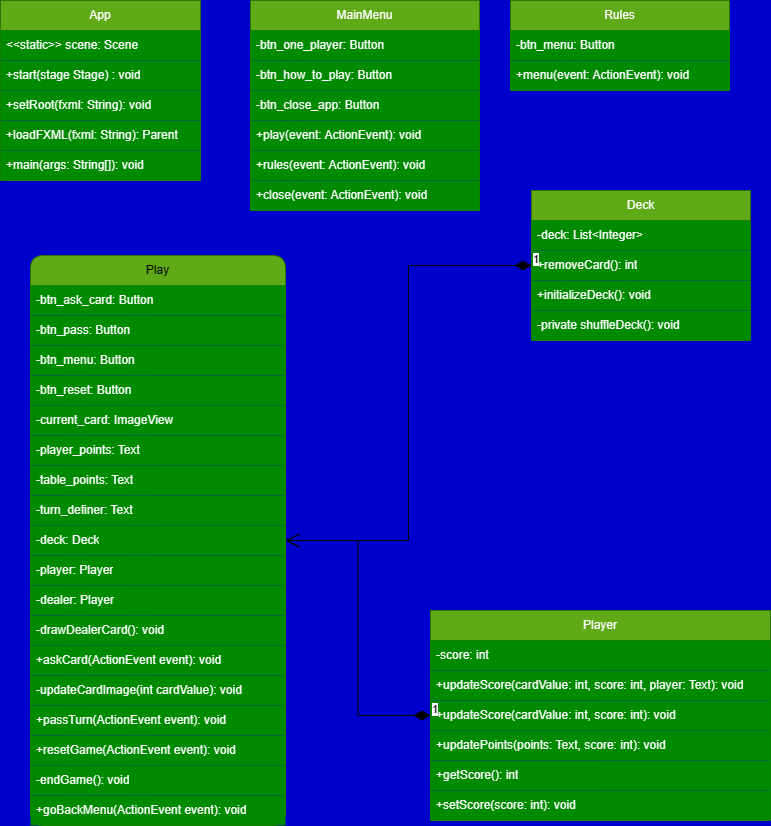 App
<<static>> scene: Scene
+start(stage Stage) : void
+setRoot(fxml: String): void
+loadFXML(fxml: String): Parent
+main(args: String[]): void
MainMenu
-btn_one_player: Button
-btn_how_to_play: Button
-btn_close_app: Button
+play(event: ActionEvent): void
+rules(event: ActionEvent): void
+close(event: ActionEvent): void
Rules
-btn_menu: Button
+menu(event: ActionEvent): void
Deck
-deck: List<Integer>
1
+removeCard(): int
+initializeDeck(): void
-private shuffleDeck(): void
Play
-btn_ask_card: Button
-btn_pass: Button
-btn_menu: Button
-btn_reset: Button
-current_card: ImageView
-player_points: Text
-table_points: Text
-turn_definer: Text
-deck: Deck
-player: Player
-dealer: Player
-drawDealerCard(): void
+askCard(ActionEvent event): void
-updateCardImage(int cardValue): void
+passTurn(ActionEvent event): void
+resetGame(ActionEvent event): void
-endGame(): void
+goBackMenu(ActionEvent event): void
Player
-score: int
+updateScore(cardValue: int, score: int, player: Text): void
1
+updateScore(cardValue: int, score: int): void
+updatePoints(points: Text, score: int): void
+getScore(): int
+setScore(score: int): void